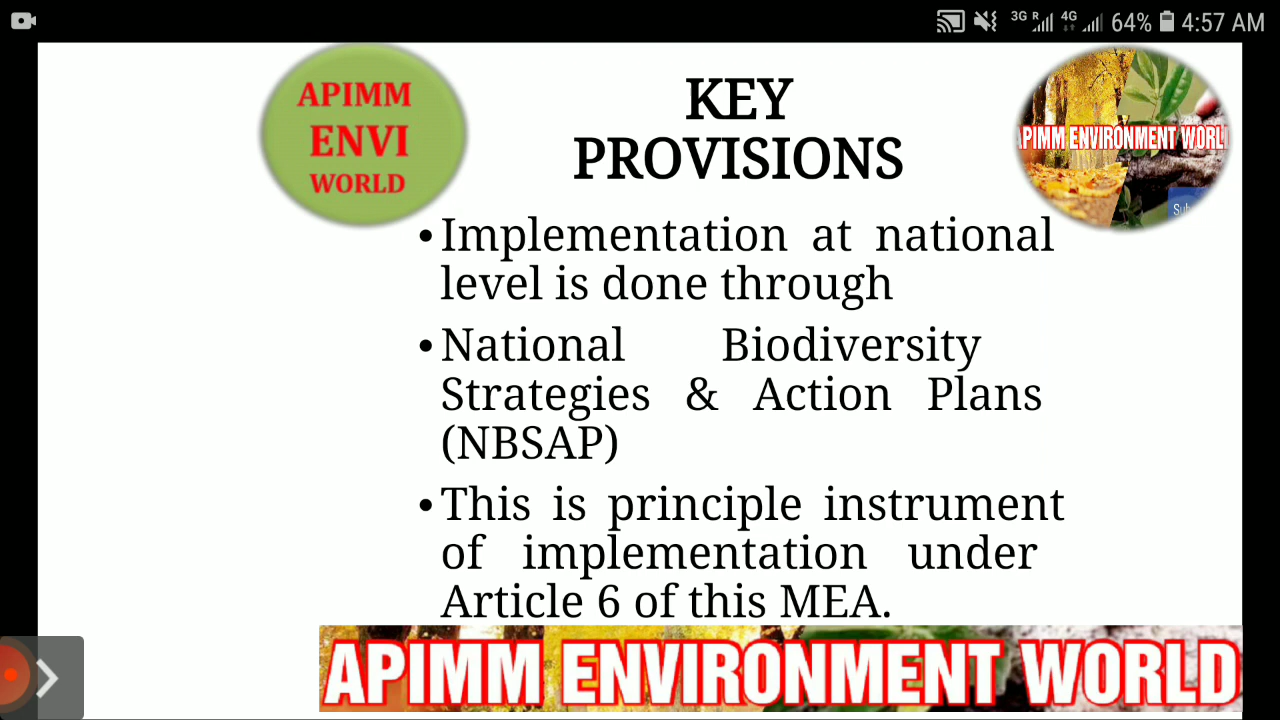 3G R 4G 64% 4:57 AM
APIMM
ENVI
WORLD
KEY
PROVISIONS
PIMM ENVIRONMENT WORL
Sub
• Implementation at national
level is done through
• National Biodiversity
Strategies & Action Plans
(NBSAP)
• This is principle instrument
of implementation under
Article 6 of this MEA.
APIMM ENVIRONMENT WORLD